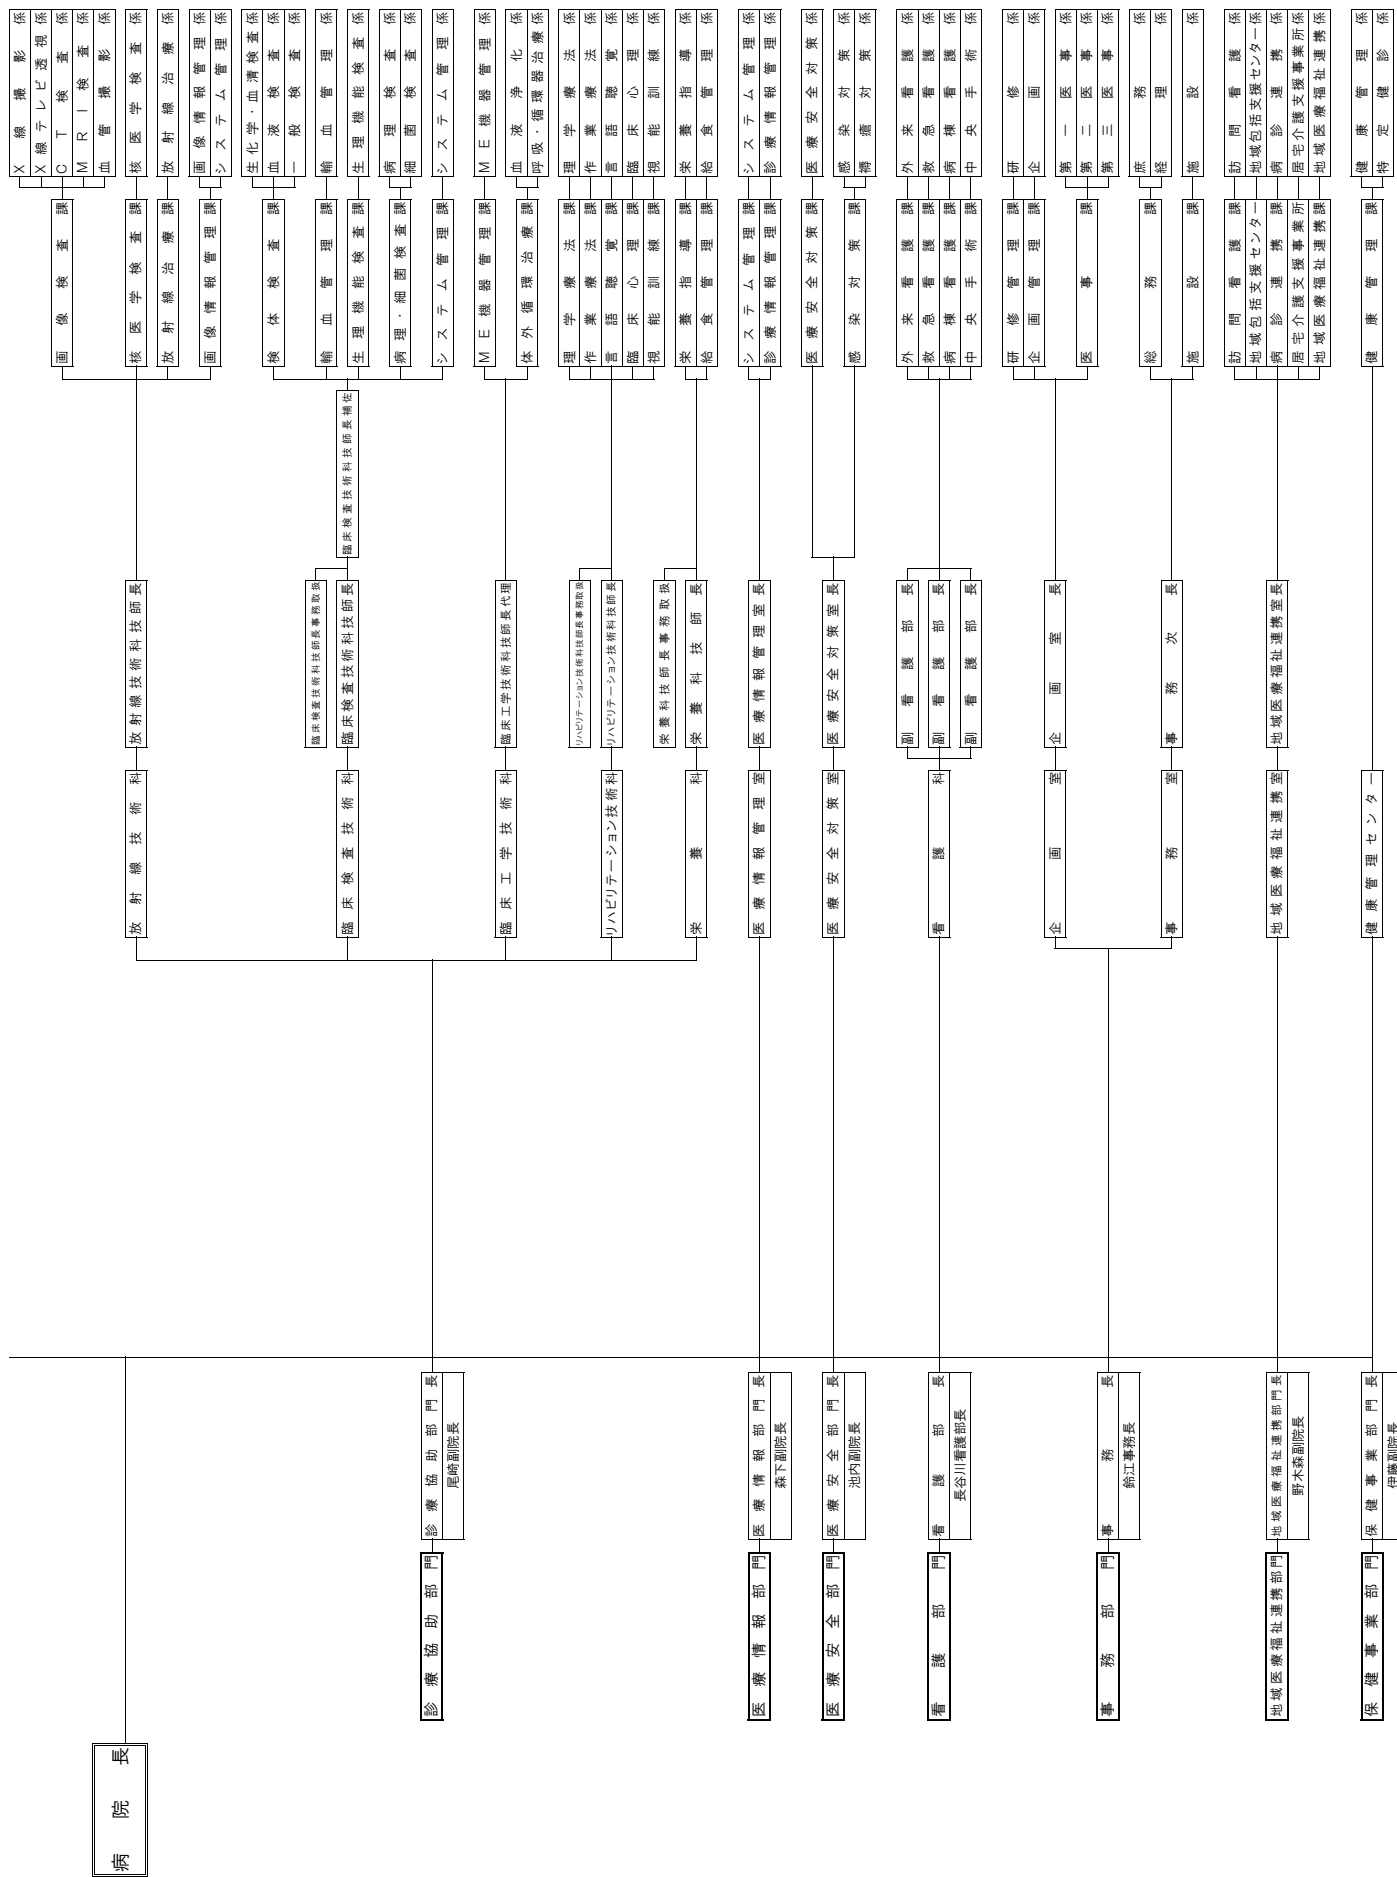 病院長
診療協助部門
診療協助部門長
尾崎副院長
放射線技術科
放射線技術科技師長
画像検査課
X線撮影係
X線テレビ透視係
CT検査係
MRI検査係
血管撮影係
核医学検査課
核医学検査係
放射線治療課
放射線治療係
画像情報管理課
画像情報管理係
システム管理係
臨床検査技術科
臨床検査技術科技師長事務取扱
臨床検査技術科技師長
臨床検査技術科技師長補佐
検体検査課
生化学・血清検査係
血液検査係
一般検査係
輸血管理課
輸血管理係
生理機能検査課
生理機能検査係
病理・細菌検査課
病理検査係
細菌検査係
システム管理課
システム管理係
臨床工学技術科
臨床工学技術科技師長代理
ME機器管理課
ME機器管理係
体外循環治療課
血液浄化係
呼吸・循環器治療係
リハビリテーション技術科
リハビリテーション技術科技師長事務取扱
リハビリテーション技術科技師長
理学療法課
理学療法係
作業療法課
作業療法係
言語聴覚課
言語聴覚係
臨床心理課
臨床心理係
視能訓練課
視能訓練係
栄養科
栄養科技師長事務取扱
栄養科技師長
栄養指導課
栄養指導係
給食管理課
給食管理係
医療情報部門
医療情報部門長
森下副院長
医療情報管理室
医療情報管理室長
システム管理課
システム管理係
診療情報管理課
診療情報管理係
医療安全部門
医療安全部門長
池内副院長
医療安全対策室
医療安全対策室長
医療安全対策課
医療安全対策係
感染対策課
感染対策係
褥瘡対策係
看護部門
看護部長
長谷川看護部長
看護科
副看護部長
副看護部長
副看護部長
外来看護課
外来看護係
救急看護課
救急看護係
病棟看護課
病棟看護係
中央手術課
中央手術係
事務部門
事務長
鈴江事務長
企画室
企画室長
研修管理課
研修係
企画管理課
企画係
医事課
第一医事係
第二医事係
第三医事係
事務室
事務次長
総務課
庶務係
経理係
施設課
施設係
地域医療福祉連携部門
地域医療福祉連携部門長
野木森副院長
地域医療福祉連携室
地域医療福祉連携室長
訪問看護課
訪問看護係
地域包括支援センター
地域包括支援センター係
病診連携課
病診連携係
居宅介護支援事業所
居宅介護支援事業所係
地域医療福祉連携課
地域医療福祉連携係
保健事業部門
保健事業部門長
伊藤副院長
健康管理センター
健康管理課
健康管理係
特定健診係